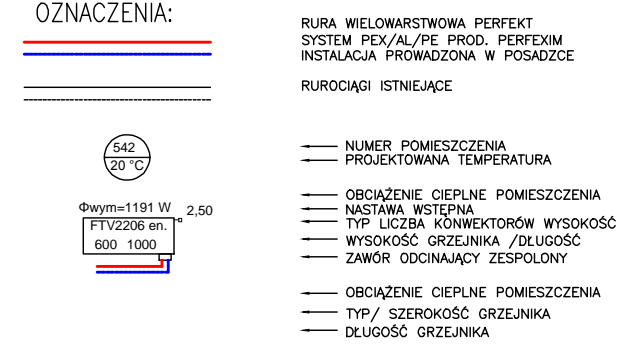 OZNACZENIA:
RURA WIELOWARSTWOWA PERFEKT
SYSTEM PEX/AL/PE PROD. PERFEXIM
INSTALACJA PROWADZONA W POSADZCE
RUROCIĄGI ISTNIEJĄCE
542
20 °C
NUMER POMIESZCZENIA
PROJEKTOWANA TEMPERATURA
Φwym=1191 W 2,50
FTV2206 en.
600 1000
OBCIĄŻENIE CIEPLNE POMIESZCZENIA
NASTAWA WSTĘPNA
TYP LICZBA KONWEKTORÓW WYSOKOŚĆ
WYSOKOŚĆ GRZEJNIKA /DŁUGOŚĆ
ZAWÓR ODCINAJĄCY ZESPOLONY
OBCIĄŻENIE CIEPLNE POMIESZCZENIA
TYP/ SZEROKOŚĆ GRZEJNIKA
DŁUGOŚĆ GRZEJNIKA